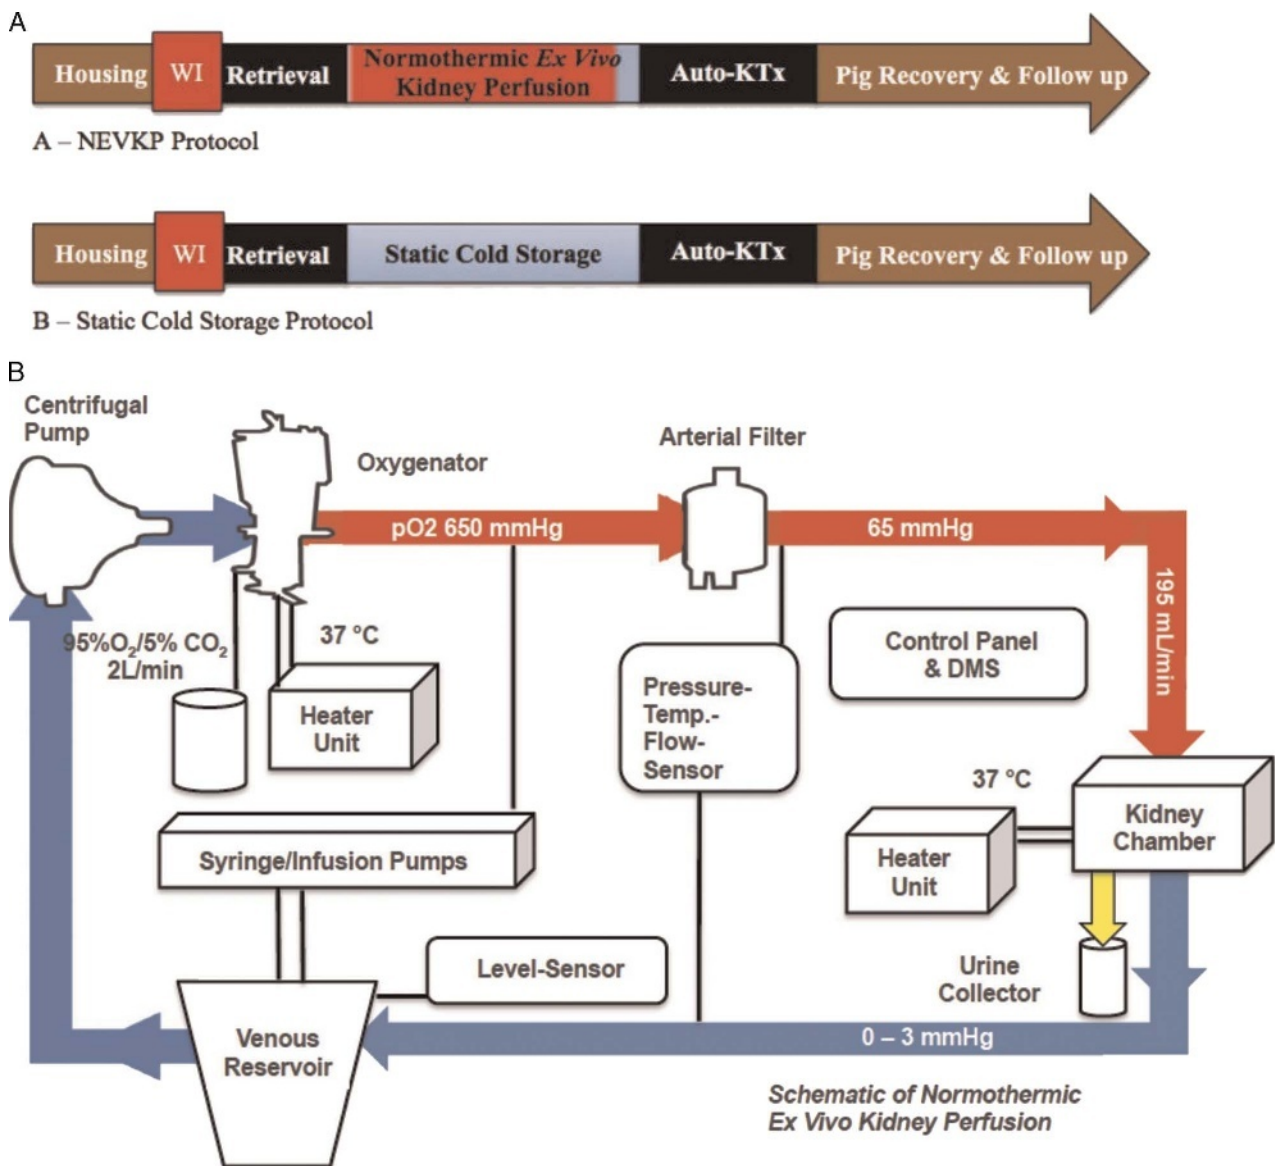 A
Housing WI Retrieval Normothermic Ex Vivo Kidney Perfusion Auto-KTx Pig Recovery & Follow up
A – NEVKP Protocol
Housing WI Retrieval Static Cold Storage Auto-KTx Pig Recovery & Follow up
B – Static Cold Storage Protocol
B
Centrifugal
Pump
Oxygenator
Arterial Filter
pO2 650 mmHg
65 mmHg
195 mL/min
95%O₂/5% CO₂
2L/min
37 °C
Heater
Unit
Pressure-
Temp.-
Flow-
Sensor
Control Panel
& DMS
37 °C
Kidney
Chamber
Heater
Unit
Syringe/Infusion Pumps
Level-Sensor
Urine
Collector
Venous
Reservoir
0 – 3 mmHg
Schematic of Normothermic
Ex Vivo Kidney Perfusion